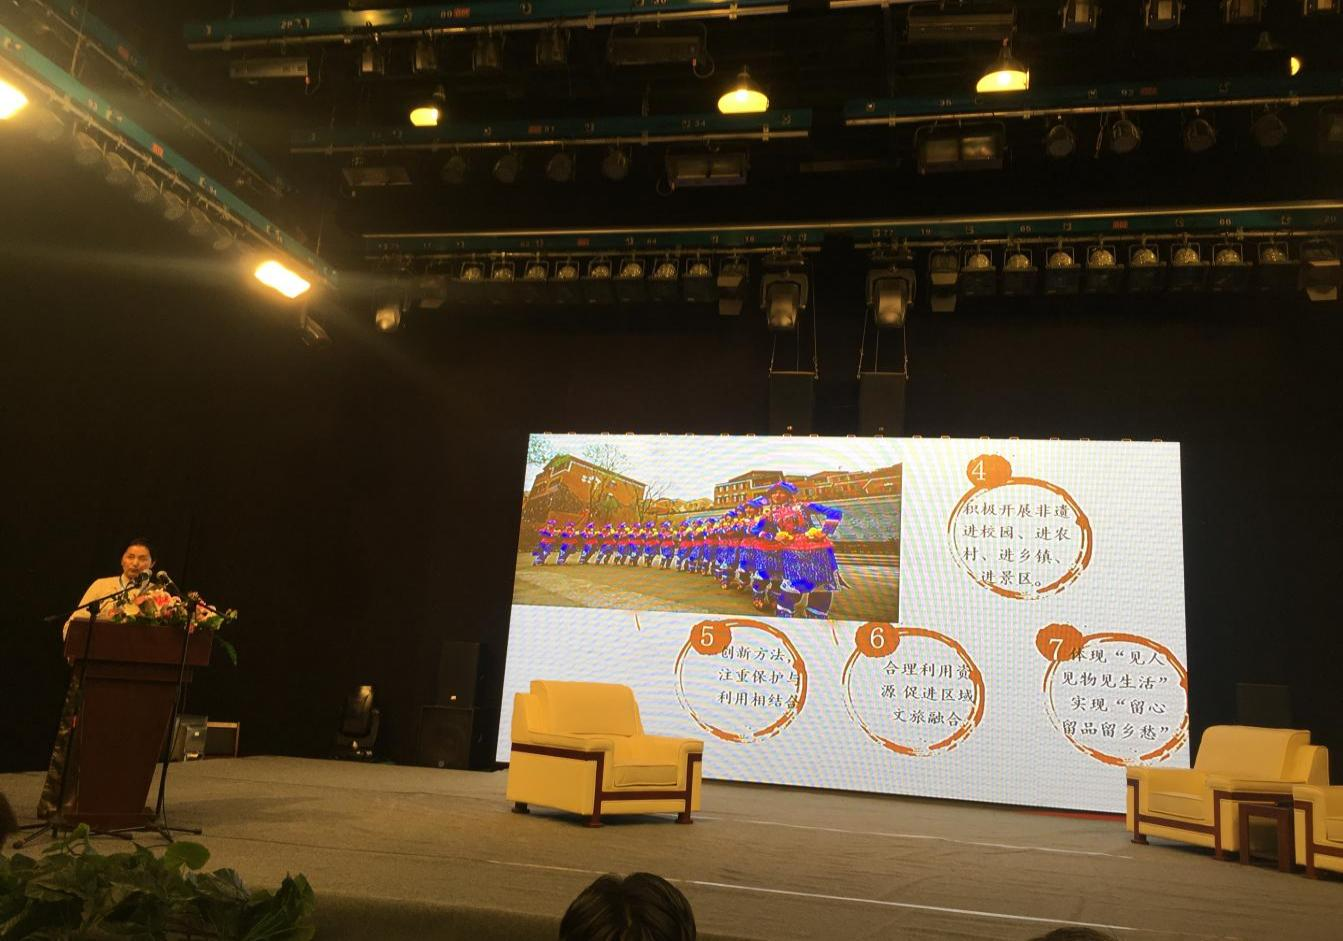 4
积极开展非遗
进校园、进农
村、进乡镇、
进景区。
5
创新方法，
注重保护与
利用相结合
6
合理利用资
源 促进区域
文旅融合
7
体现“见人
见物见生活”
实现“留心
留品留乡愁”